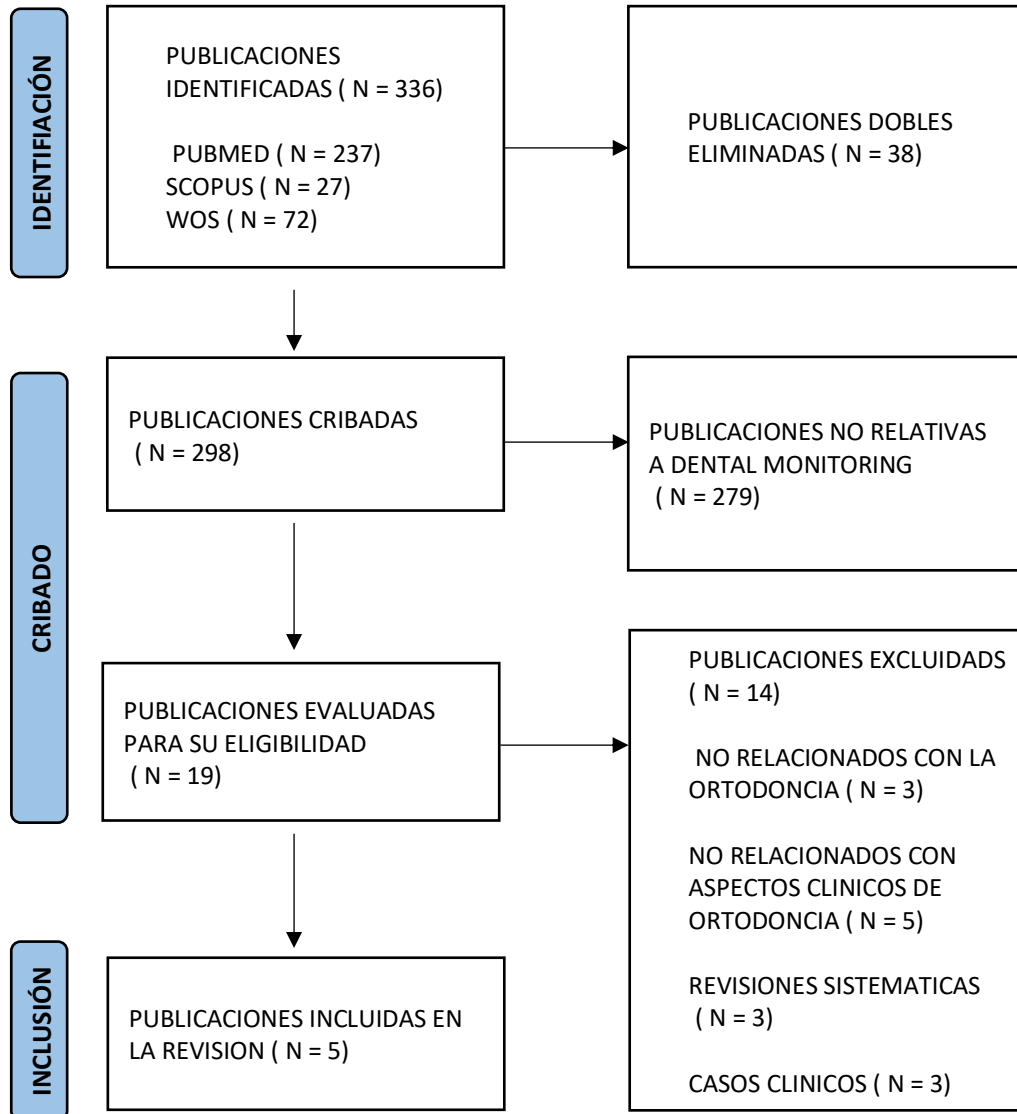 IDENTIFIACIÓN
PUBLICACIONES
IDENTIFICADAS ( N = 336)
PUBMED ( N = 237)
SCOPUS ( N = 27)
WOS ( N = 72)
PUBLICACIONES DOBLES
ELIMINADAS ( N = 38)
CRIBADO
PUBLICACIONES CRIBADAS
( N = 298)
PUBLICACIONES NO RELATIVAS
A DENTAL MONITORING
( N = 279)
PUBLICACIONES EVALUADAS
PARA SU ELIGIBILIDAD
( N = 19)
PUBLICACIONES EXCLUIDADS
( N = 14)
NO RELACIONADOS CON LA
ORTODONCIA ( N = 3)
NO RELACIONADOS CON
ASPECTOS CLINICOS DE
ORTODONCIA ( N = 5)
REVISIONES SISTEMATICAS
( N = 3)
CASOS CLINICOS ( N = 3)
INCLUSIÓN
PUBLICACIONES INCLUIDAS EN
LA REVISION ( N = 5)